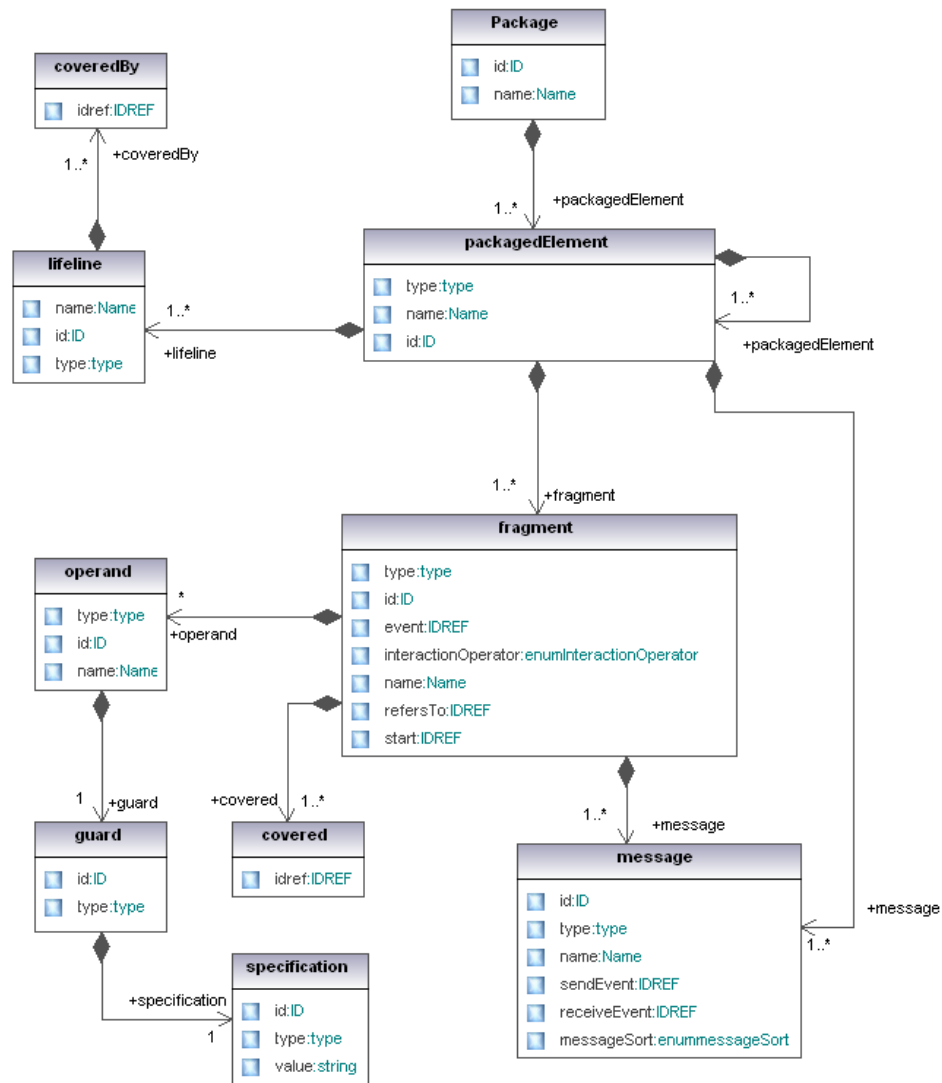 Package
id:ID
name:Name
coveredBy
idref:IDREF
1..*
+coveredBy
1..*
+packagedElement
lifeline
name:Name
id:ID
type:type
1..*
+lifeline
packagedElement
type:type
name:Name
id:ID
1..*
+packagedElement
1..*
+fragment
fragment
type:type
id:ID
event:IDREF
interactionOperator:enumInteractionOperator
name:Name
refersTo:IDREF
start:IDREF
operand
type:type
id:ID
name:Name
*
+operand
1
+guard
+covered
1..*
guard
id:ID
type:type
covered
idref:IDREF
1..*
+message
message
id:ID
type:type
name:Name
sendEvent:IDREF
receiveEvent:IDREF
messageSort:enummessageSort
+message
1..*
+specification
1
specification
id:ID
type:type
value:string